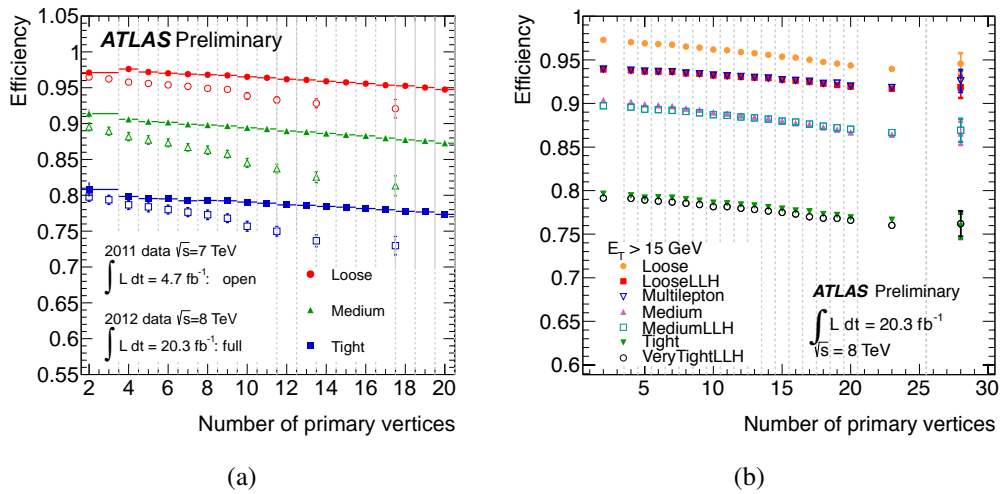 1.05
1
0.95
0.9
0.85
0.8
0.75
0.7
0.65
0.6
0.55
Efficiency
ATLAS Preliminary
2011 data √s=7 TeV
∫ L dt = 4.7 fb⁻¹: open
2012 data √s=8 TeV
∫ L dt = 20.3 fb⁻¹: full
Loose
Medium
Tight
2 4 6 8 10 12 14 16 18 20
Number of primary vertices
(a)
1
0.95
0.9
0.85
0.8
0.75
0.7
0.65
0.6
Efficiency
E_T > 15 GeV
Loose
LooseLLH
Multilepton
Medium
MediumLLH
Tight
VeryTightLLH
ATLAS Preliminary
∫ L dt = 20.3 fb⁻¹
√s = 8 TeV
5 10 15 20 25 30
Number of primary vertices
(b)